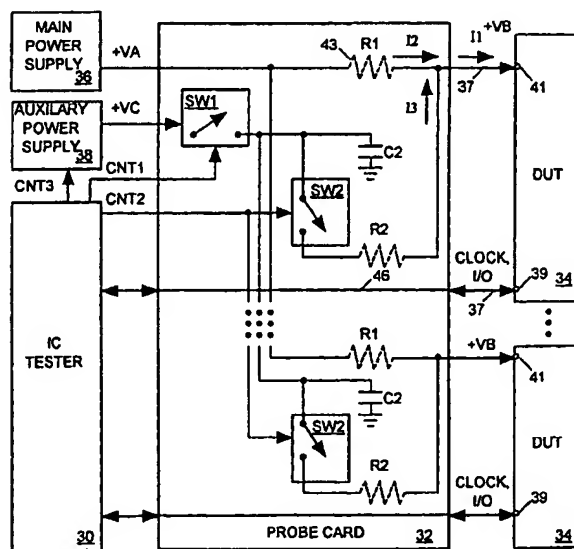 MAIN
POWER
SUPPLY 36
+VA
43
R1
I2
I1
+VB
37
41
I3
AUXILARY
POWER
SUPPLY 38
+VC
SW1
C2
CNT3
CNT1
CNT2
SW2
R2
DUT
CLOCK,
I/O
46
37
39
34
IC
TESTER
R1
+VB
41
C2
SW2
R2
DUT
CLOCK,
I/O
39
30
PROBE CARD
32
34